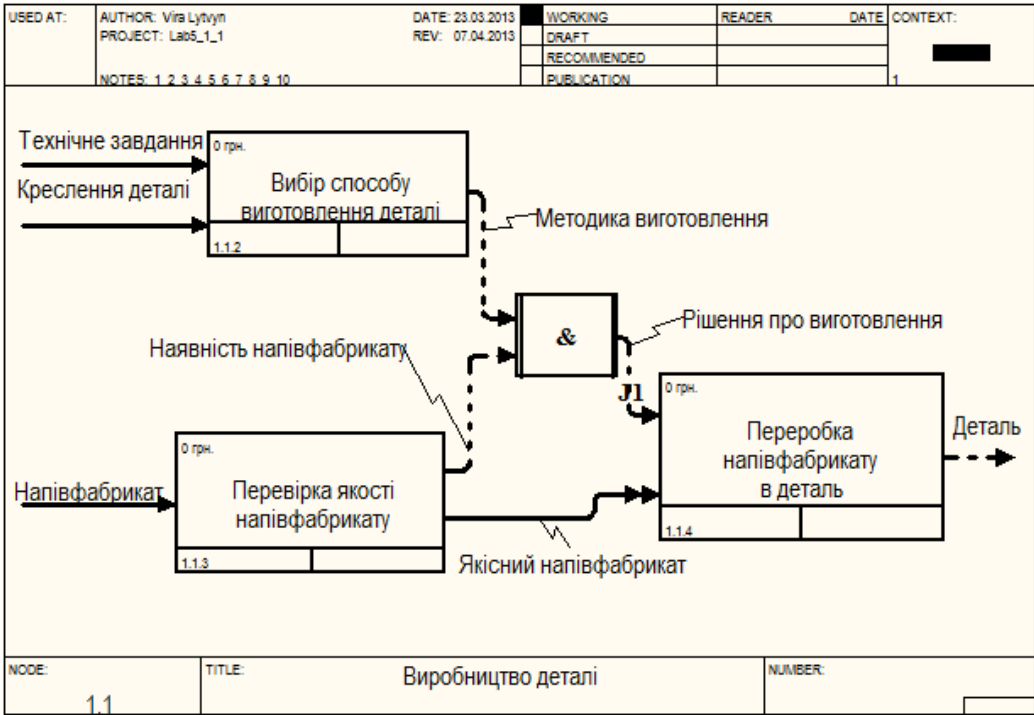 USED AT:
AUTHOR: Vira Lytvyn
DATE: 23.03.2013
WORKING
READER
DATE
CONTEXT:
PROJECT: Lab5_1_1
REV: 07.04.2013
DRAFT
RECOMMENDED
NOTES: 1 2 3 4 5 6 7 8 9 10
PUBLICATION
1
Технічне завдання
0 грн.
Креслення деталі
Вибір способу
виготовлення деталі
1.1.2
Методика виготовлення
&
Рішення про виготовлення
Наявність напівфабрикату
J1
0 грн.
Переробка
напівфабрикату
в деталь
1.1.4
Деталь
0 грн.
Напівфабрикат
Перевірка якості
напівфабрикату
1.1.3
Якісний напівфабрикат
NODE:
1.1
TITLE:
Виробництво деталі
NUMBER: